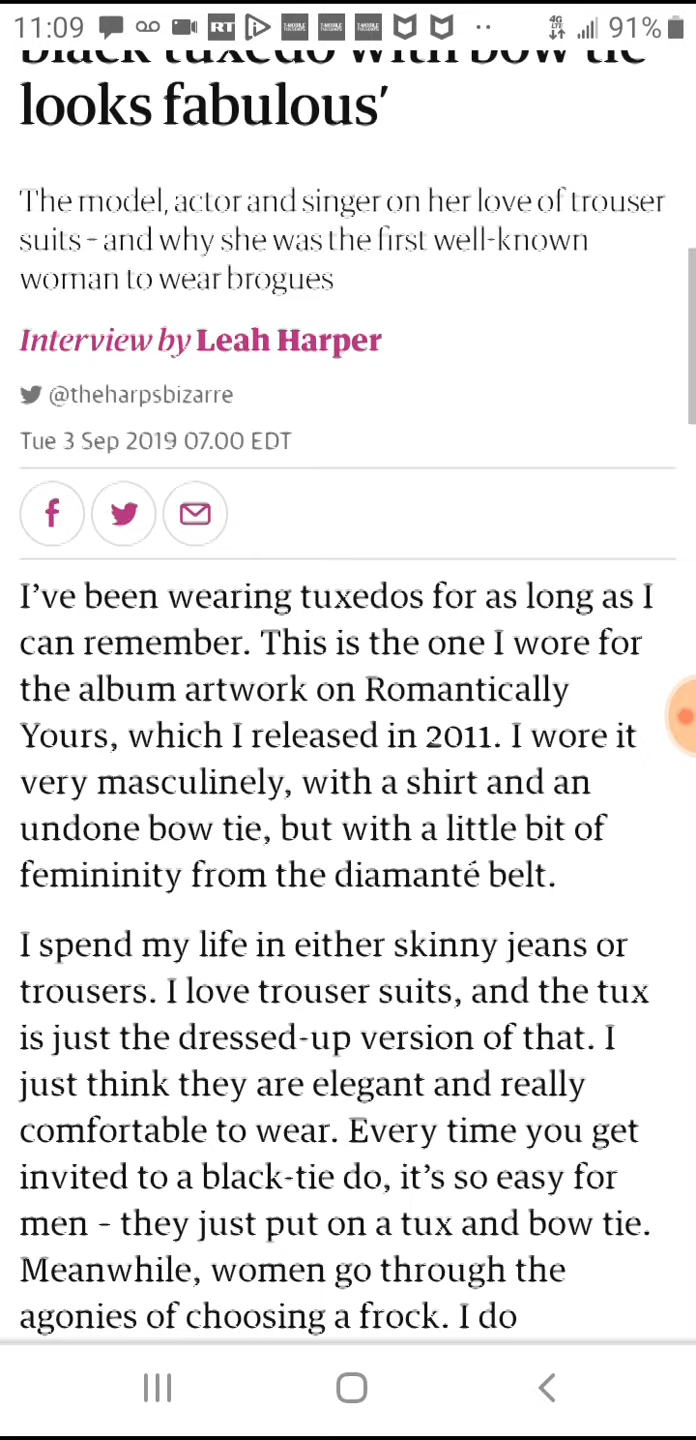 11:09 RT 4G LTE 91%
black tuxedo with bow tie
looks fabulous’
The model, actor and singer on her love of trouser
suits – and why she was the first well-known
woman to wear brogues
Interview by Leah Harper
@theharpsbizarre
Tue 3 Sep 2019 07.00 EDT
I’ve been wearing tuxedos for as long as I
can remember. This is the one I wore for
the album artwork on Romantically
Yours, which I released in 2011. I wore it
very masculinely, with a shirt and an
undone bow tie, but with a little bit of
femininity from the diamanté belt.
I spend my life in either skinny jeans or
trousers. I love trouser suits, and the tux
is just the dressed-up version of that. I
just think they are elegant and really
comfortable to wear. Every time you get
invited to a black-tie do, it’s so easy for
men – they just put on a tux and bow tie.
Meanwhile, women go through the
agonies of choosing a frock. I do